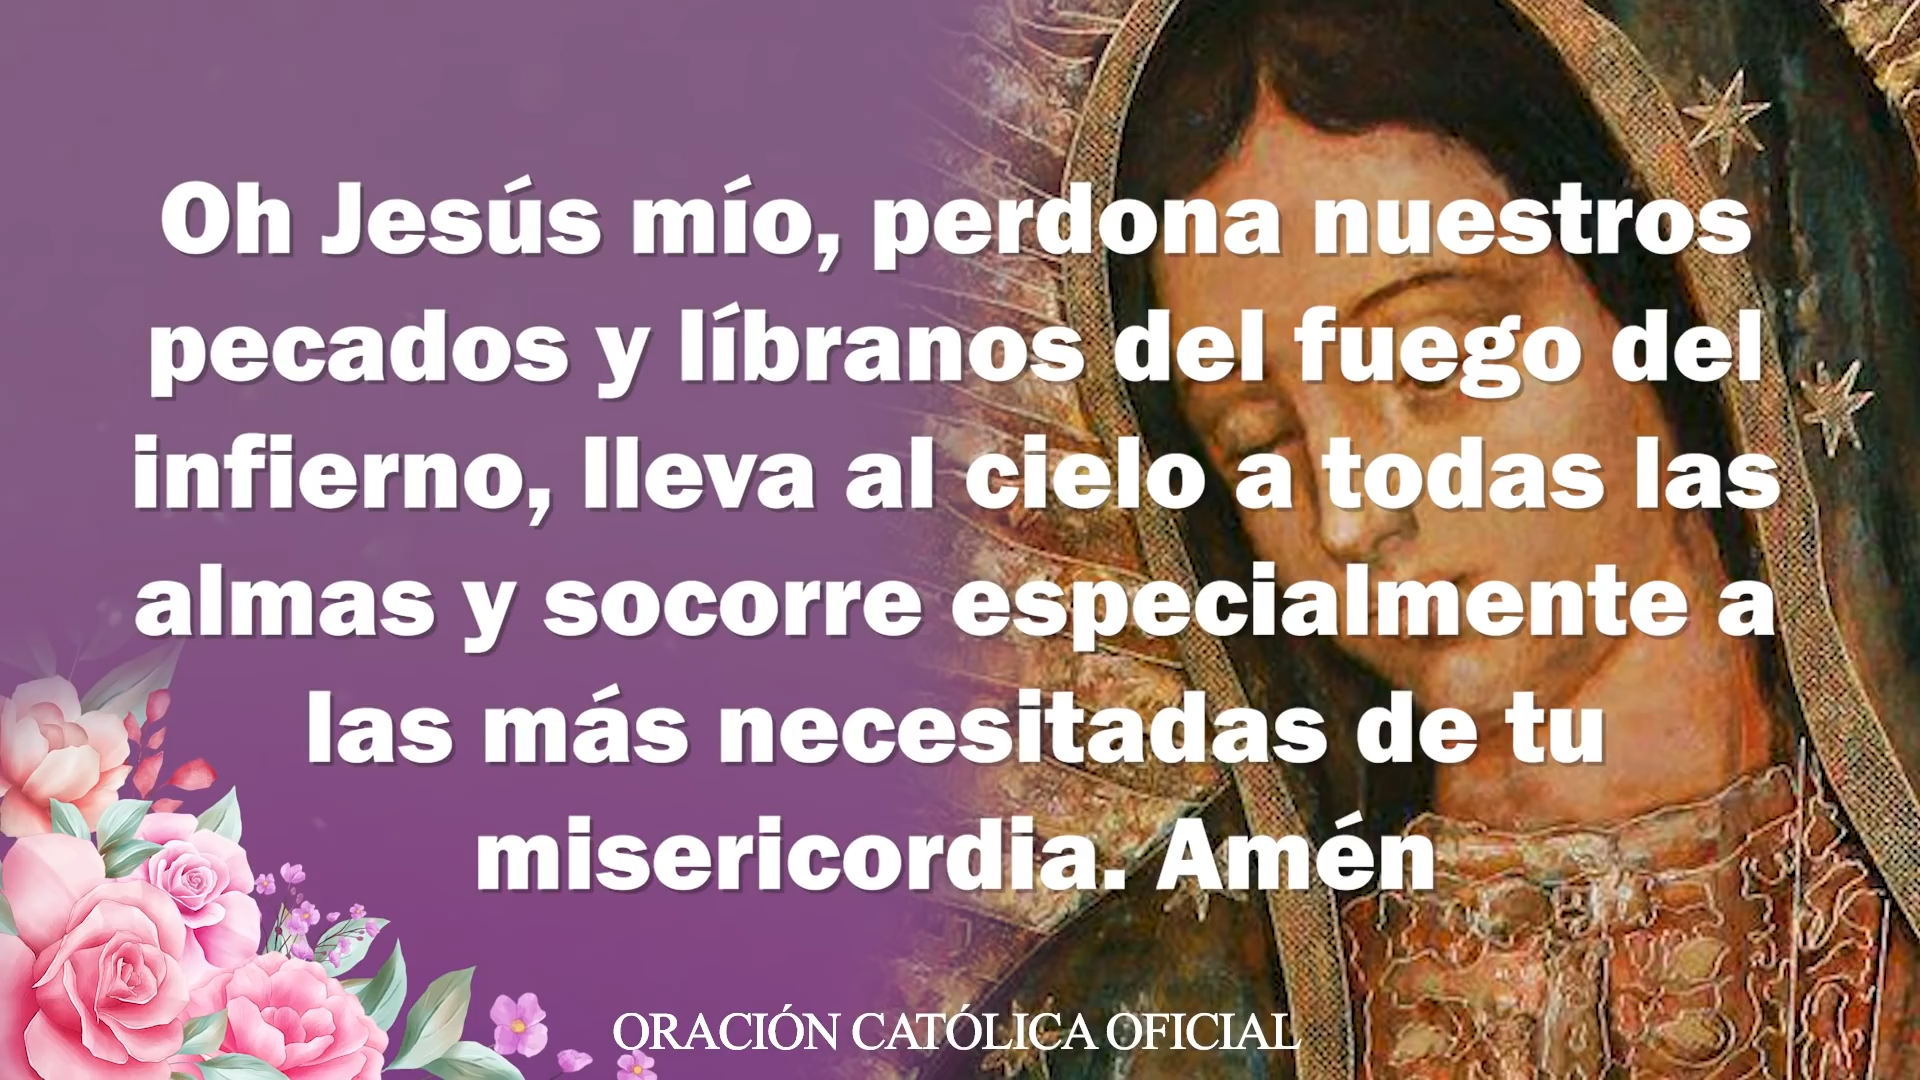 Oh Jesús mío, perdona nuestros
pecados y líbranos del fuego del
infierno, lleva al cielo a todas las
almas y socorre especialmente a
las más necesitadas de tu
misericordia. Amén
ORACIÓN CATÓLICA OFICIAL